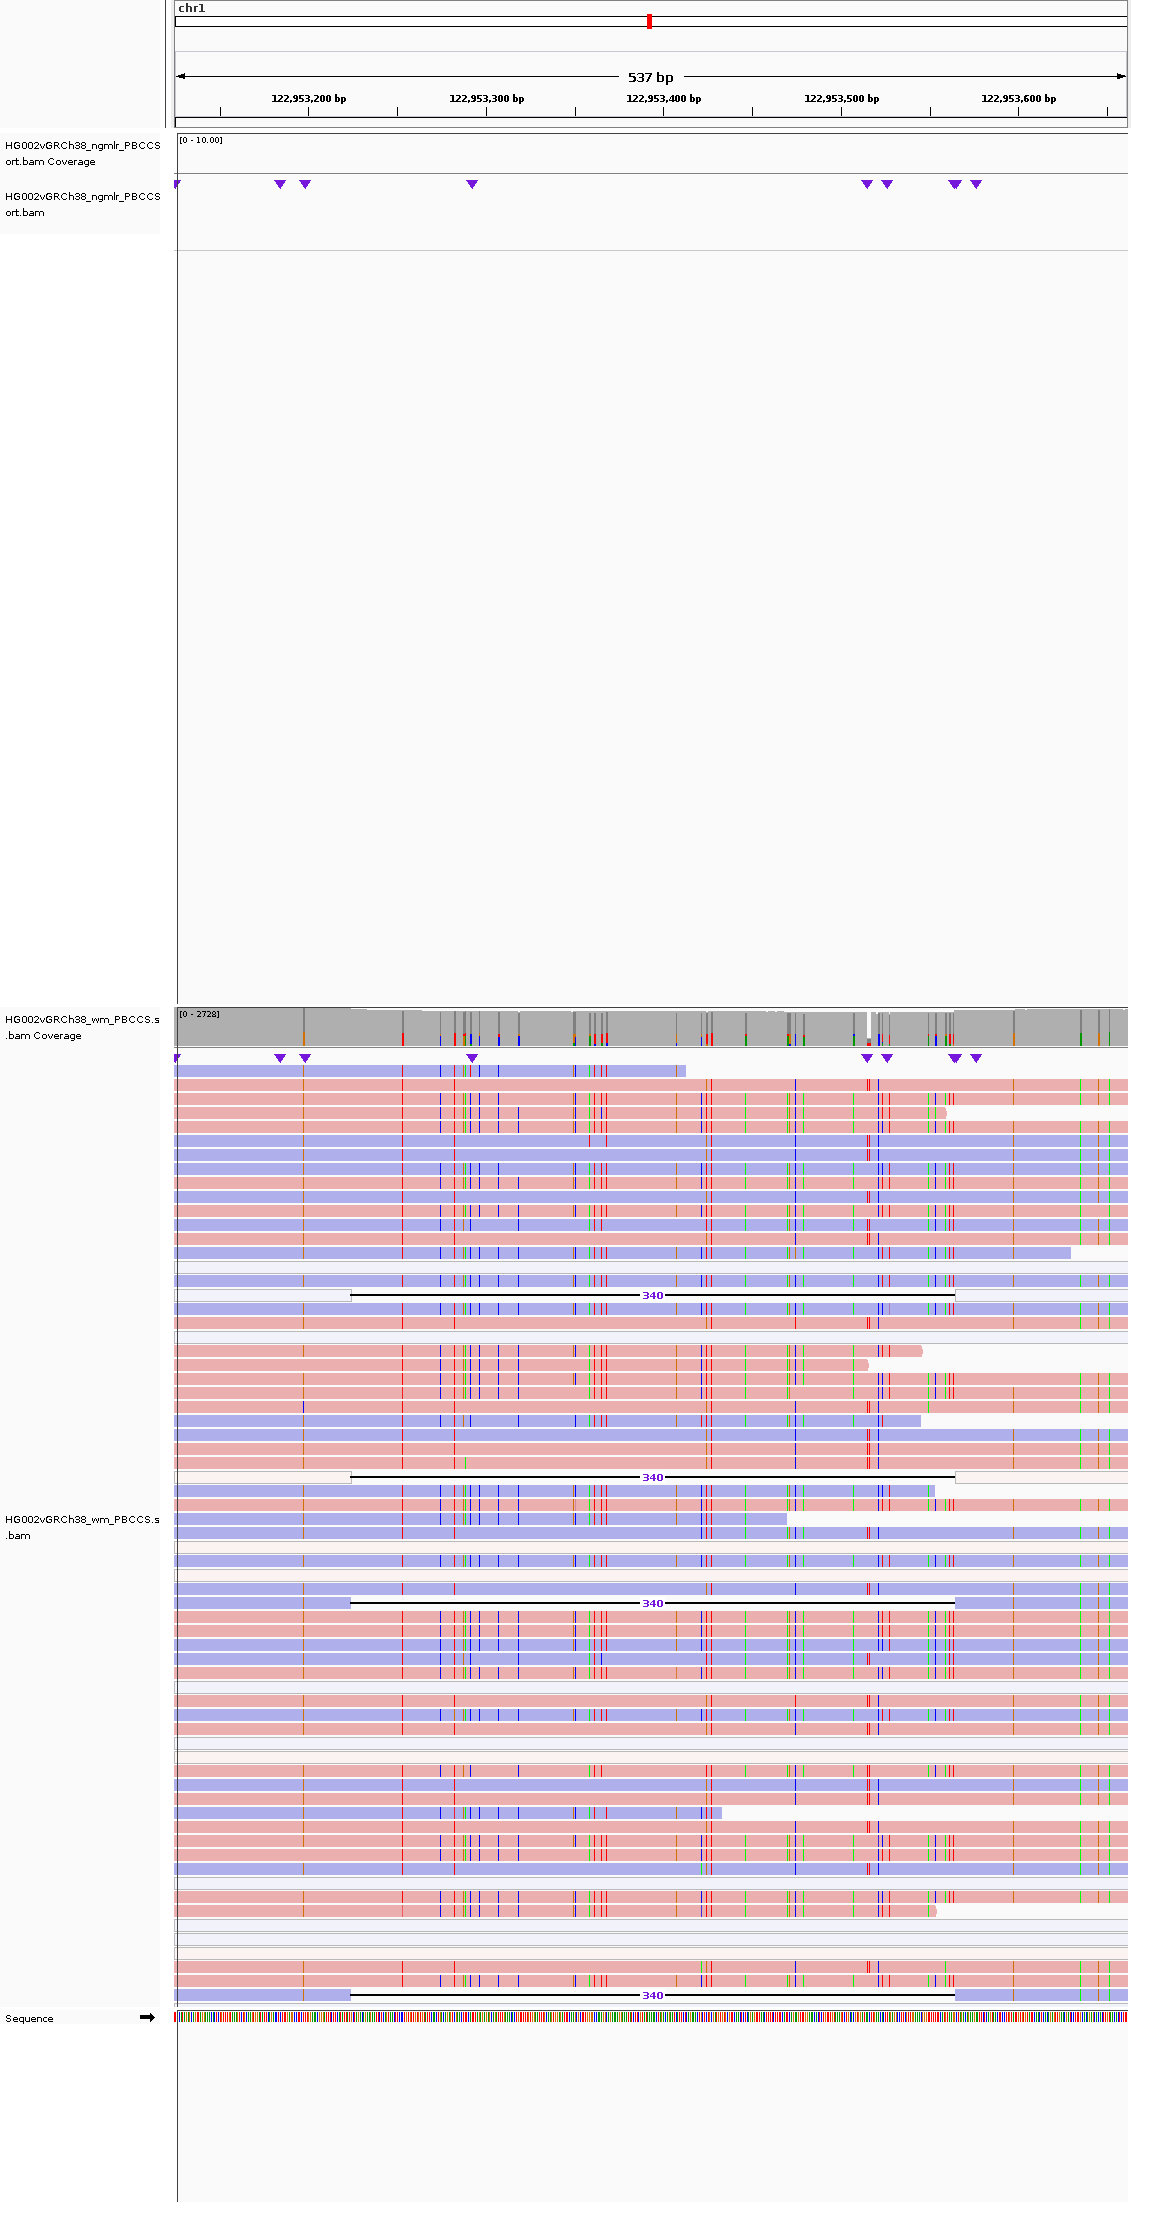 chr1
537 bp
122,953,200 bp 122,953,300 bp 122,953,400 bp 122,953,500 bp 122,953,600 bp
HG002vGRCh38_ngmlr_PBCCS
ort.bam Coverage
[0 - 10.00]
HG002vGRCh38_ngmlr_PBCCS
ort.bam
HG002vGRCh38_wm_PBCCS.s
.bam Coverage
[0 - 2728]
340
340
HG002vGRCh38_wm_PBCCS.s
.bam
340
340
Sequence